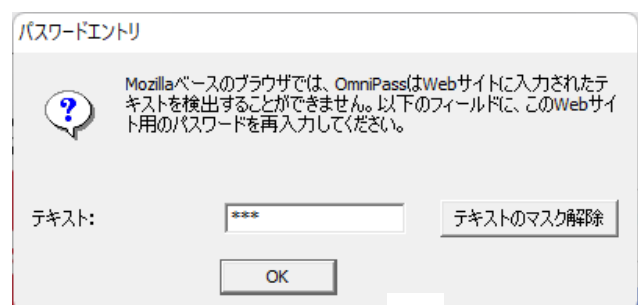 パスワードエントリ
Mozillaベースのブラウザでは、OmniPassはWebサイトに入力されたテ
キストを検出することができません。以下のフィールドに、このWebサイ
ト用のパスワードを再入力してください。
テキスト: *** テキストのマスク解除
OK